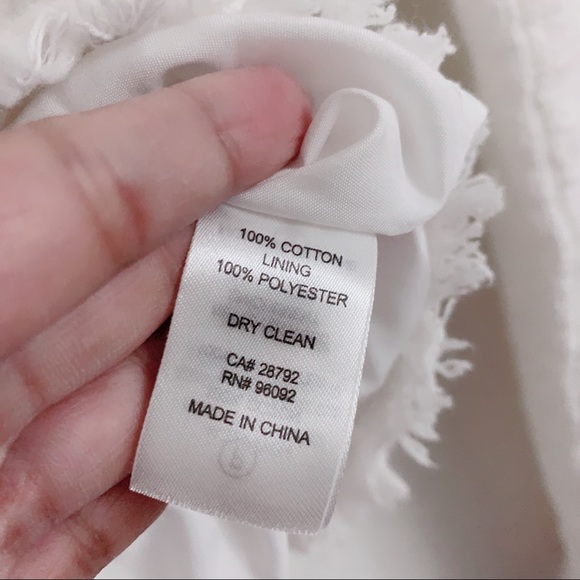 100% COTTON
LINING
100% POLYESTER
DRY CLEAN
CA# 28792
RN# 96092
MADE IN CHINA